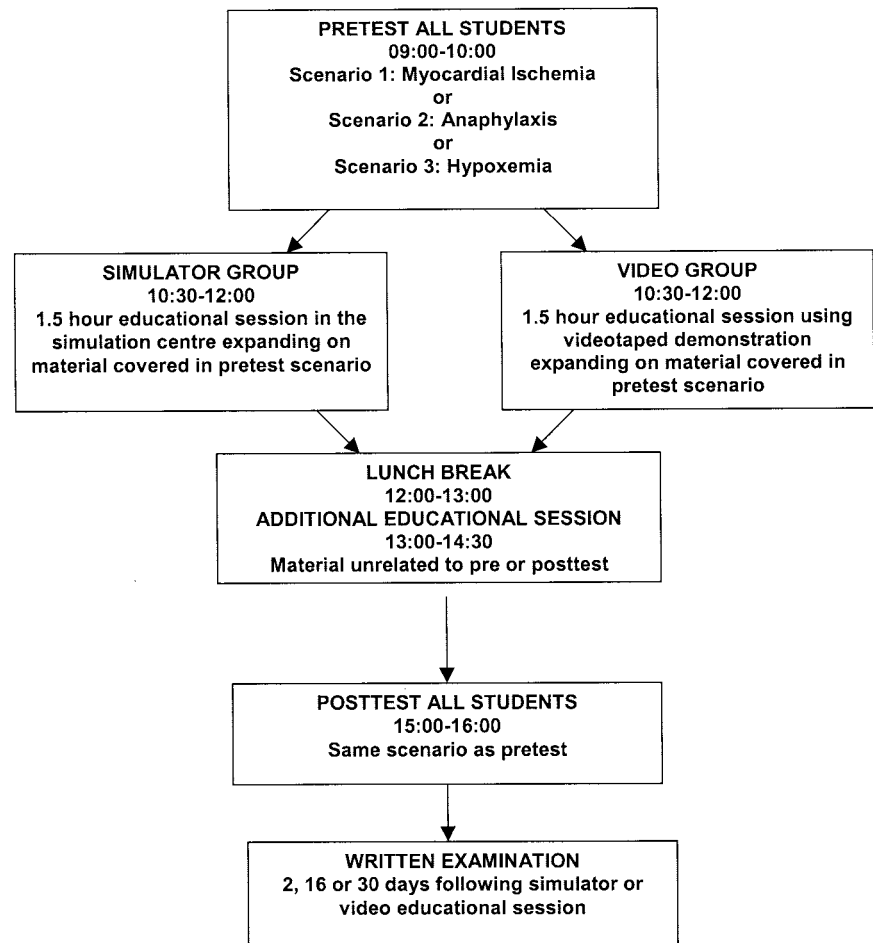 PRETEST ALL STUDENTS
09:00-10:00
Scenario 1: Myocardial Ischemia
or
Scenario 2: Anaphylaxis
or
Scenario 3: Hypoxemia
SIMULATOR GROUP
10:30-12:00
1.5 hour educational session in the
simulation centre expanding on
material covered in pretest scenario
VIDEO GROUP
10:30-12:00
1.5 hour educational session using
videotaped demonstration
expanding on material covered in
pretest scenario
LUNCH BREAK
12:00-13:00
ADDITIONAL EDUCATIONAL SESSION
13:00-14:30
Material unrelated to pre or posttest
POSTTEST ALL STUDENTS
15:00-16:00
Same scenario as pretest
WRITTEN EXAMINATION
2, 16 or 30 days following simulator or
video educational session